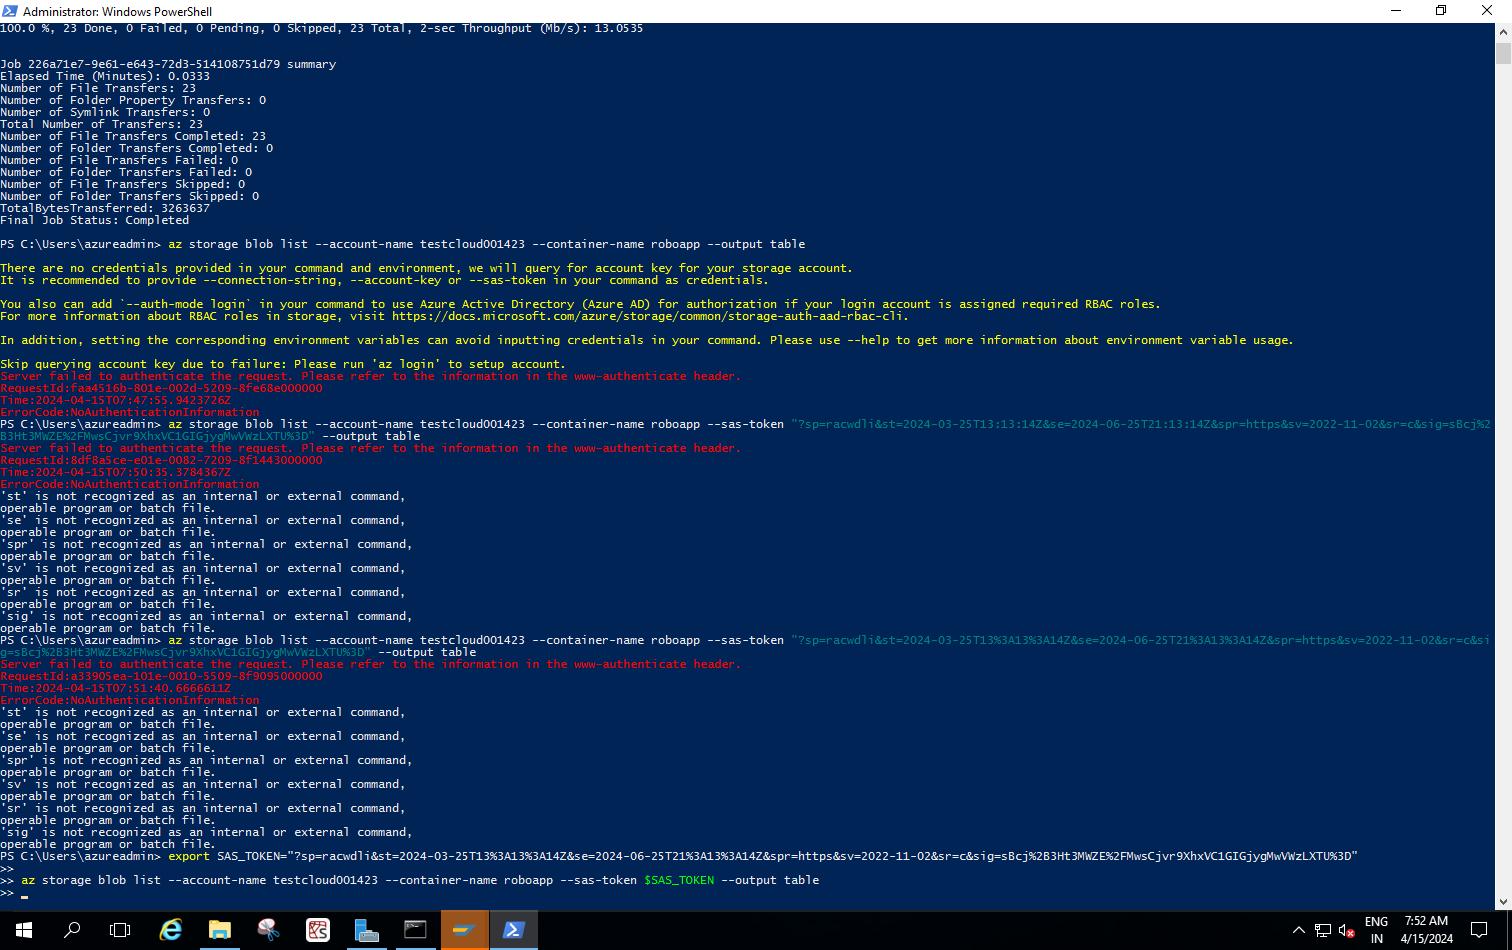 Administrator: Windows PowerShell
100.0 %, 23 Done, 0 Failed, 0 Pending, 0 Skipped, 23 Total, 2-sec Throughput (Mb/s): 13.0535
Job 226a71e7-9e61-e643-72d3-514108751d79 summary
Elapsed Time (Minutes): 0.0333
Number of File Transfers: 23
Number of Folder Property Transfers: 0
Number of Symlink Transfers: 0
Total Number of Transfers: 23
Number of File Transfers Completed: 23
Number of Folder Transfers Completed: 0
Number of File Transfers Failed: 0
Number of Folder Transfers Failed: 0
Number of File Transfers Skipped: 0
Number of Folder Transfers Skipped: 0
TotalBytesTransferred: 3263637
Final Job Status: Completed
PS C:\Users\azureadmin> az storage blob list --account-name testcloud001423 --container-name roboapp --output table
There are no credentials provided in your command and environment, we will query for account key for your storage account.
It is recommended to provide --connection-string, --account-key or --sas-token in your command as credentials.
You also can add `--auth-mode login` in your command to use Azure Active Directory (Azure AD) for authorization if your login account is assigned required RBAC roles.
For more information about RBAC roles in storage, visit https://docs.microsoft.com/azure/storage/common/storage-auth-aad-rbac-cli.
In addition, setting the corresponding environment variables can avoid inputting credentials in your command. Please use --help to get more information about environment variable usage.
Skip querying account key due to failure: Please run 'az login' to setup account.
Server failed to authenticate the request. Please refer to the information in the www-authenticate header.
RequestId:faa4516b-801e-002d-5209-8fe68e000000
Time:2024-04-15T07:47:55.9423726Z
ErrorCode:NoAuthenticationInformation
PS C:\Users\azureadmin> az storage blob list --account-name testcloud001423 --container-name roboapp --sas-token "?sp=racwdli&st=2024-03-25T13:13:14Z&se=2024-06-25T21:13:14Z&spr=https&sv=2022-11-02&sr=c&sig=sBcj%2
B3Ht3MWZE%2FMwsCjvr9XhxVC1GIGjygMwVWzLXTU%3D" --output table
Server failed to authenticate the request. Please refer to the information in the www-authenticate header.
RequestId:8df8a5ce-e01e-0082-7209-8f1443000000
Time:2024-04-15T07:50:35.3784367Z
ErrorCode:NoAuthenticationInformation
'st' is not recognized as an internal or external command,
operable program or batch file.
'se' is not recognized as an internal or external command,
operable program or batch file.
'spr' is not recognized as an internal or external command,
operable program or batch file.
'sv' is not recognized as an internal or external command,
operable program or batch file.
'sr' is not recognized as an internal or external command,
operable program or batch file.
'sig' is not recognized as an internal or external command,
operable program or batch file.
PS C:\Users\azureadmin> az storage blob list --account-name testcloud001423 --container-name roboapp --sas-token "?sp=racwdli&st=2024-03-25T13%3A13%3A14Z&se=2024-06-25T21%3A13%3A14Z&spr=https&sv=2022-11-02&sr=c&si
g=sBcj%2B3Ht3MWZE%2FMwsCjvr9XhxVC1GIGjygMwVWzLXTU%3D" --output table
Server failed to authenticate the request. Please refer to the information in the www-authenticate header.
RequestId:a33905ea-101e-0010-5509-8f9095000000
Time:2024-04-15T07:51:40.6666611Z
ErrorCode:NoAuthenticationInformation
'st' is not recognized as an internal or external command,
operable program or batch file.
'se' is not recognized as an internal or external command,
operable program or batch file.
'spr' is not recognized as an internal or external command,
operable program or batch file.
'sv' is not recognized as an internal or external command,
operable program or batch file.
'sr' is not recognized as an internal or external command,
operable program or batch file.
'sig' is not recognized as an internal or external command,
operable program or batch file.
PS C:\Users\azureadmin> export SAS_TOKEN="?sp=racwdli&st=2024-03-25T13%3A13%3A14Z&se=2024-06-25T21%3A13%3A14Z&spr=https&sv=2022-11-02&sr=c&sig=sBcj%2B3Ht3MWZE%2FMwsCjvr9XhxVC1GIGjygMwVWzLXTU%3D"
>>
>> az storage blob list --account-name testcloud001423 --container-name roboapp --sas-token $SAS_TOKEN --output table
>>
ENG
IN
7:52 AM
4/15/2024